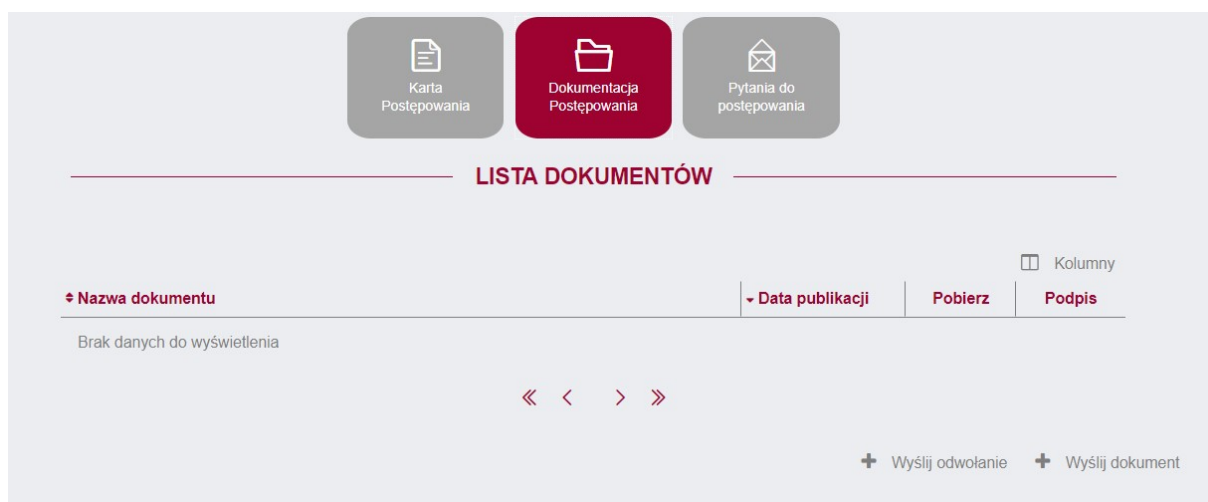 Karta
Postępowania
Dokumentacja
Postępowania
Pytania do
postępowania
LISTA DOKUMENTÓW
Kolumny
Nazwa dokumentu Data publikacji Pobierz Podpis
Brak danych do wyświetlenia
Wyślij odwołanie Wyślij dokument